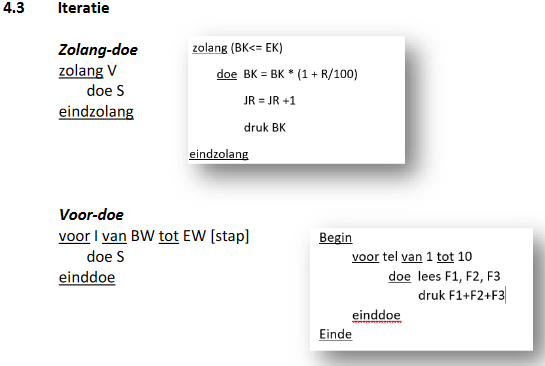 4.3 Iteratie
Zolang-doe
zolang V
doe S
eindzolang
zolang (BK<= EK)
doe BK = BK * (1 + R/100)
JR = JR +1
druk BK
eindzolang
Voor-doe
voor I van BW tot EW [stap]
doe S
einddoe
Begin
voor tel van 1 tot 10
doe lees F1, F2, F3
druk F1+F2+F3
einddoe
Einde